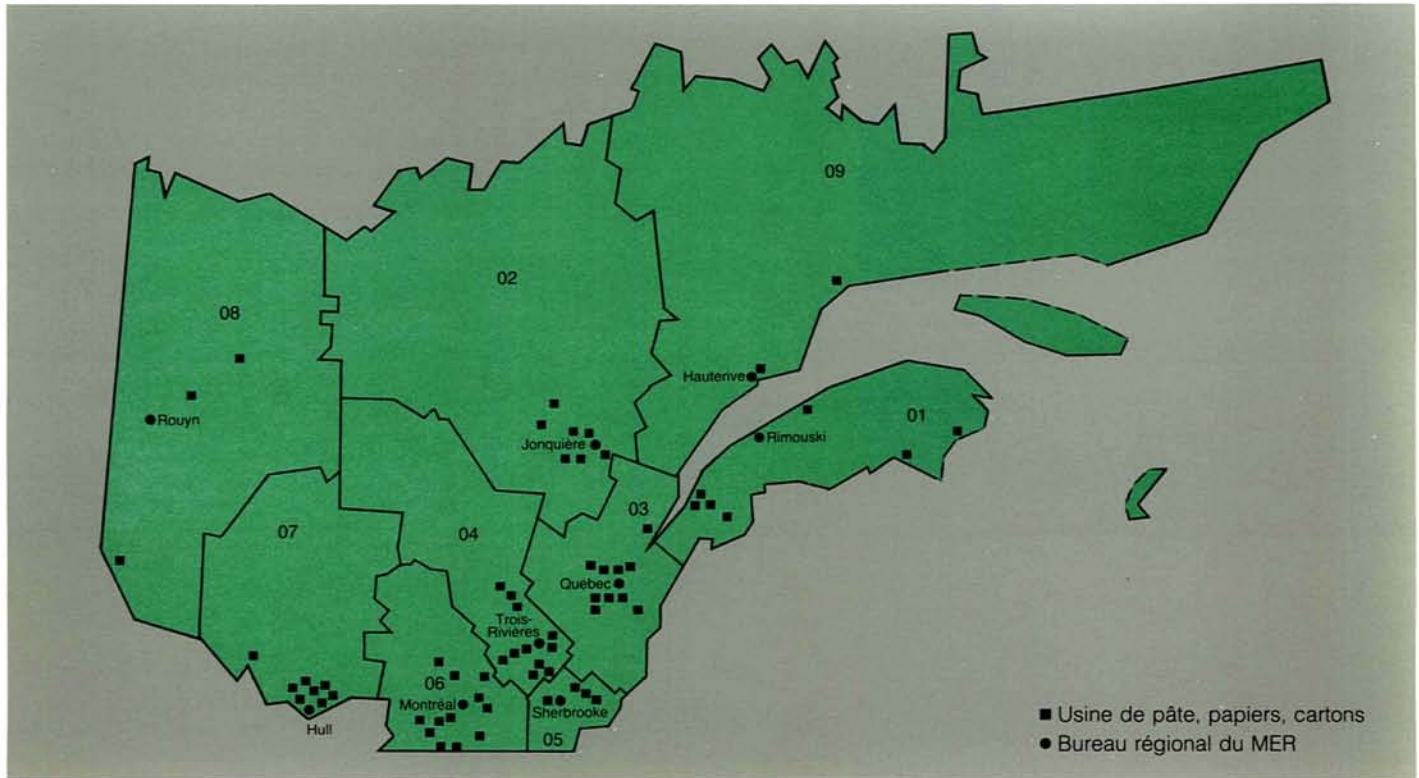 09
02
08
Hauterive
01
Rouyn
Rimouski
Jonquière
03
07
04
Québec
Trois-
Rivières
06
Montréal
Sherbrooke
Hull
05
Usine de pâte, papiers, cartons
Bureau régional du MER